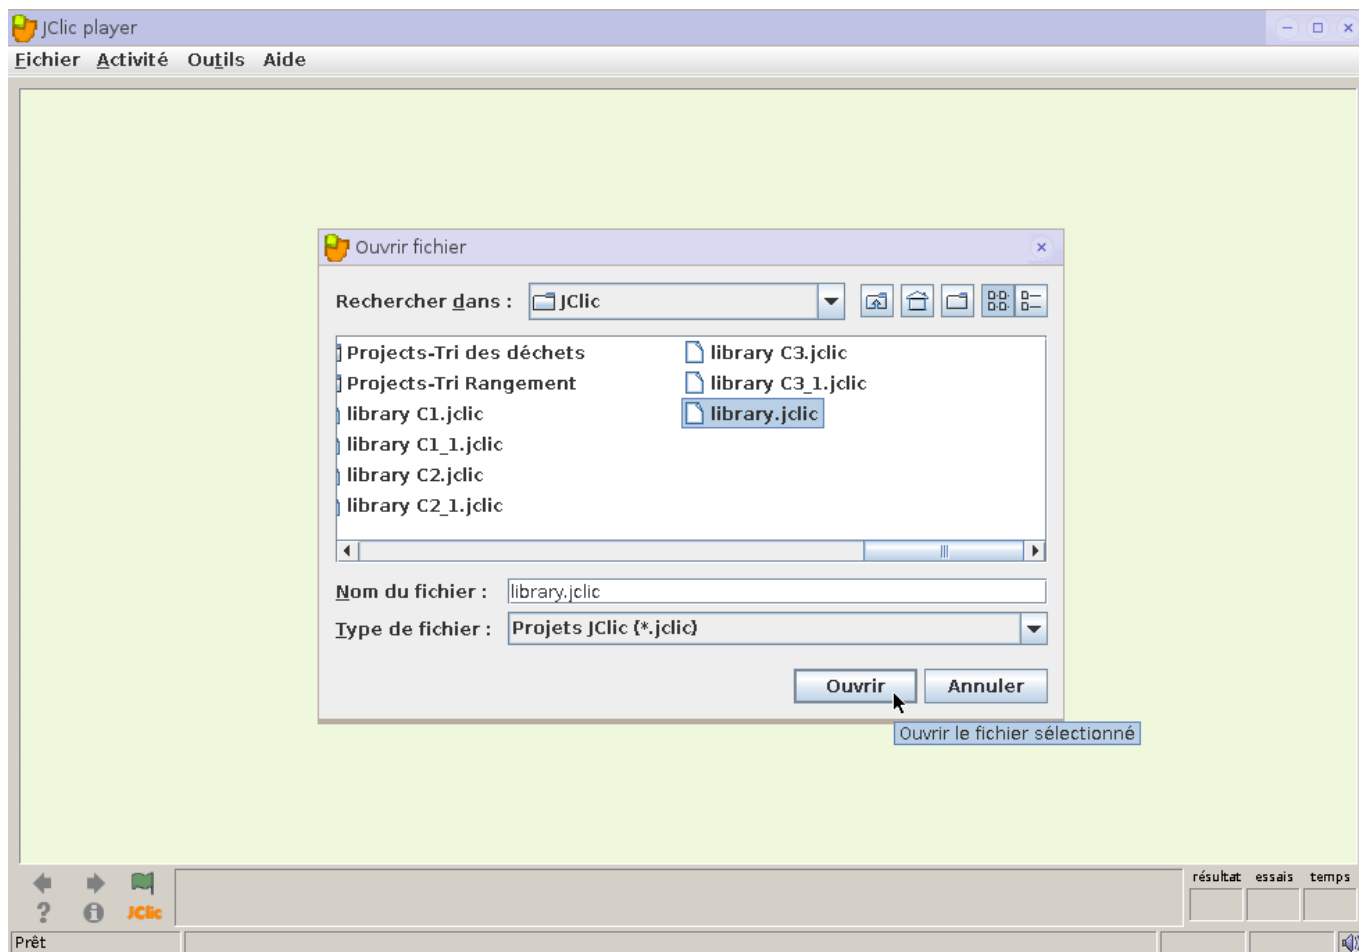 JClic player
Fichier Activité Outils Aide
Ouvrir fichier
Rechercher dans : JClic
Projects-Tri des déchets
Projects-Tri Rangement
library C1.jclic
library C1_1.jclic
library C2.jclic
library C2_1.jclic
library C3.jclic
library C3_1.jclic
library.jclic
Nom du fichier : library.jclic
Type de fichier : Projets JClic (*.jclic)
Ouvrir Annuler
Ouvrir le fichier sélectionné
résultat essais temps
JClic
Prêt